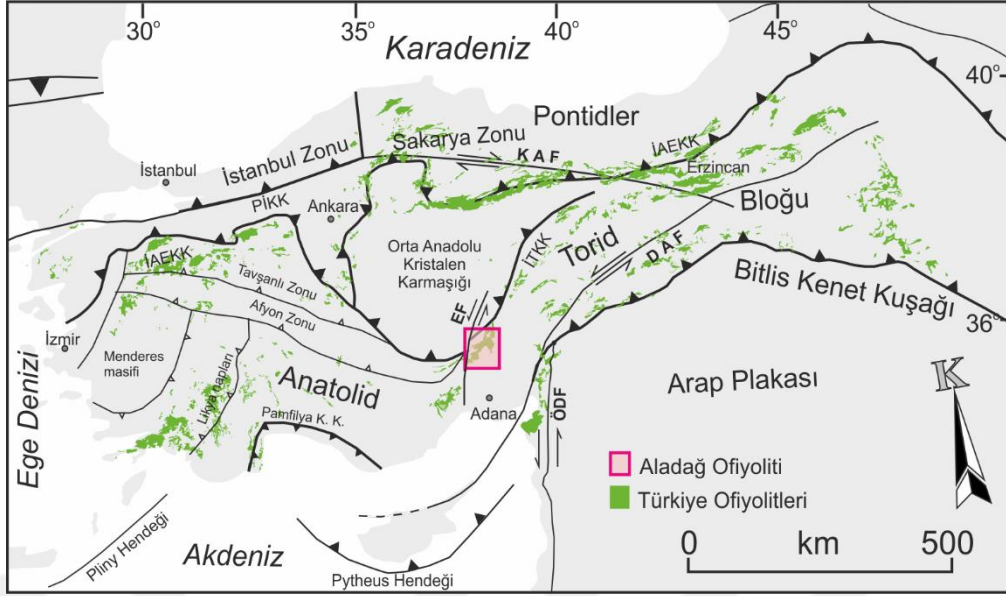 30°
35°
40°
45°
Karadeniz
40°
Pontidler
Sakarya Zonu
İAEKK
İstanbul Zonu
KAF
Erzincan
İstanbul
PİKK
Ankara
Bloğu
Orta Anadolu
Kristalen
Karmaşığı
İTKK
Torid
DAF
İAEKK
Tavşanlı Zonu
Bitlis Kenet Kuşağı
Afyon Zonu
EF
36°
İzmir
Menderes
masifi
Likya napları
Anatolid
Arap Plakası
K
Adana
ÖDF
Pamfilya K. K.
Ege Denizi
Aladağ Ofiyoliti
Türkiye Ofiyolitleri
Pliny Hendeği
Akdeniz
Pytheus Hendeği
0 km 500